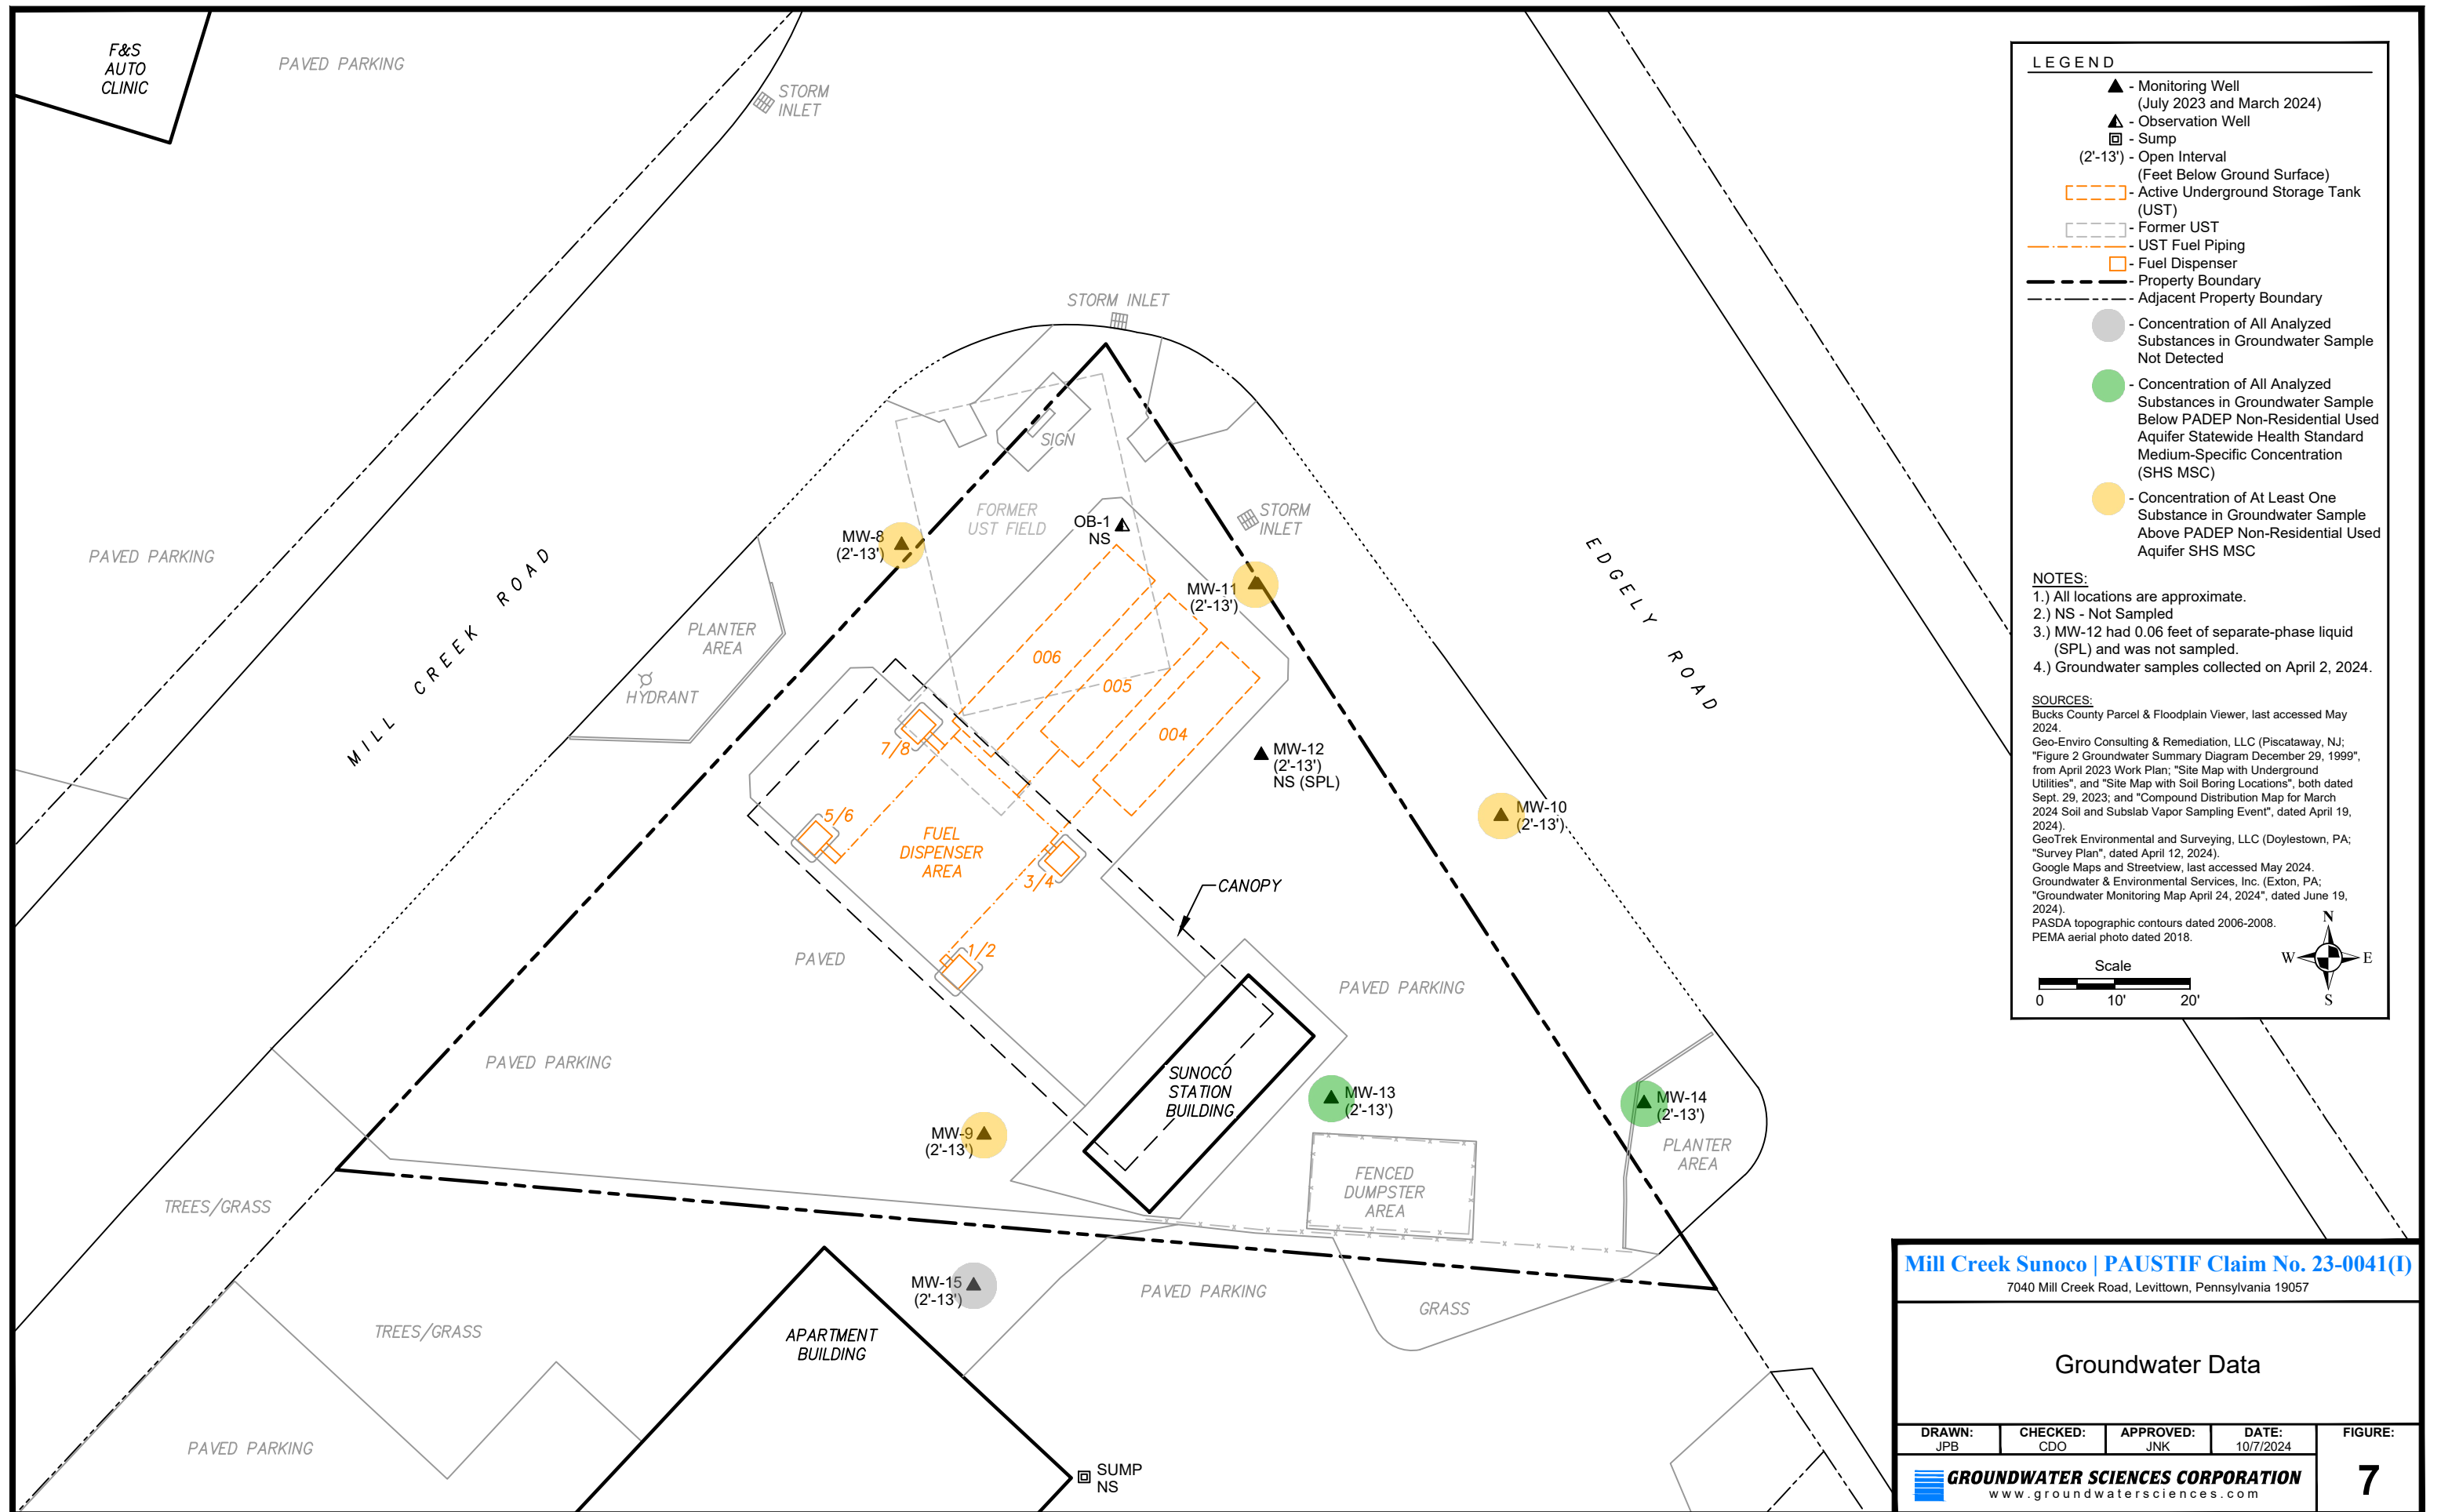 F&S
AUTO
CLINIC
PAVED PARKING
STORM
INLET
STORM INLET
SIGN
FORMER
UST FIELD
OB-1
NS
STORM
INLET
MW-8
(2'-13')
MW-11
(2'-13')
PAVED PARKING
MILL CREEK ROAD
EDGELY ROAD
PLANTER
AREA
HYDRANT
006
005
004
7/8
MW-12
(2'-13')
NS (SPL)
MW-10
(2'-13')
5/6
FUEL
DISPENSER
AREA
3/4
CANOPY
1/2
PAVED
PAVED PARKING
PAVED PARKING
SUNOCO
STATION
BUILDING
MW-13
(2'-13')
MW-14
(2'-13')
MW-9
(2'-13')
PLANTER
AREA
FENCED
DUMPSTER
AREA
TREES/GRASS
MW-15
(2'-13')
PAVED PARKING
GRASS
TREES/GRASS
APARTMENT
BUILDING
PAVED PARKING
SUMP
NS
LEGEND
- Monitoring Well
(July 2023 and March 2024)
- Observation Well
- Sump
(2'-13') - Open Interval
(Feet Below Ground Surface)
- Active Underground Storage Tank
(UST)
- Former UST
- UST Fuel Piping
- Fuel Dispenser
- Property Boundary
- Adjacent Property Boundary
- Concentration of All Analyzed
Substances in Groundwater Sample
Not Detected
- Concentration of All Analyzed
Substances in Groundwater Sample
Below PADEP Non-Residential Used
Aquifer Statewide Health Standard
Medium-Specific Concentration
(SHS MSC)
- Concentration of At Least One
Substance in Groundwater Sample
Above PADEP Non-Residential Used
Aquifer SHS MSC
NOTES:
1.) All locations are approximate.
2.) NS - Not Sampled
3.) MW-12 had 0.06 feet of separate-phase liquid
(SPL) and was not sampled.
4.) Groundwater samples collected on April 2, 2024.
SOURCES:
Bucks County Parcel & Floodplain Viewer, last accessed May
2024.
Geo-Enviro Consulting & Remediation, LLC (Piscataway, NJ;
"Figure 2 Groundwater Summary Diagram December 29, 1999",
from April 2023 Work Plan; "Site Map with Underground
Utilities", and "Site Map with Soil Boring Locations", both dated
Sept. 29, 2023; and "Compound Distribution Map for March
2024 Soil and Subslab Vapor Sampling Event", dated April 19,
2024).
GeoTrek Environmental and Surveying, LLC (Doylestown, PA;
"Survey Plan", dated April 12, 2024).
Google Maps and Streetview, last accessed May 2024.
Groundwater & Environmental Services, Inc. (Exton, PA;
"Groundwater Monitoring Map April 24, 2024", dated June 19,
2024).
PASDA topographic contours dated 2006-2008.
PEMA aerial photo dated 2018.
N
W E
S
Scale
0 10' 20'
Mill Creek Sunoco | PAUSTIF Claim No. 23-0041(I)
7040 Mill Creek Road, Levittown, Pennsylvania 19057
Groundwater Data
DRAWN: CHECKED: APPROVED: DATE: FIGURE:
JPB CDO JNK 10/7/2024
7
GROUNDWATER SCIENCES CORPORATION
www.groundwatersciences.com